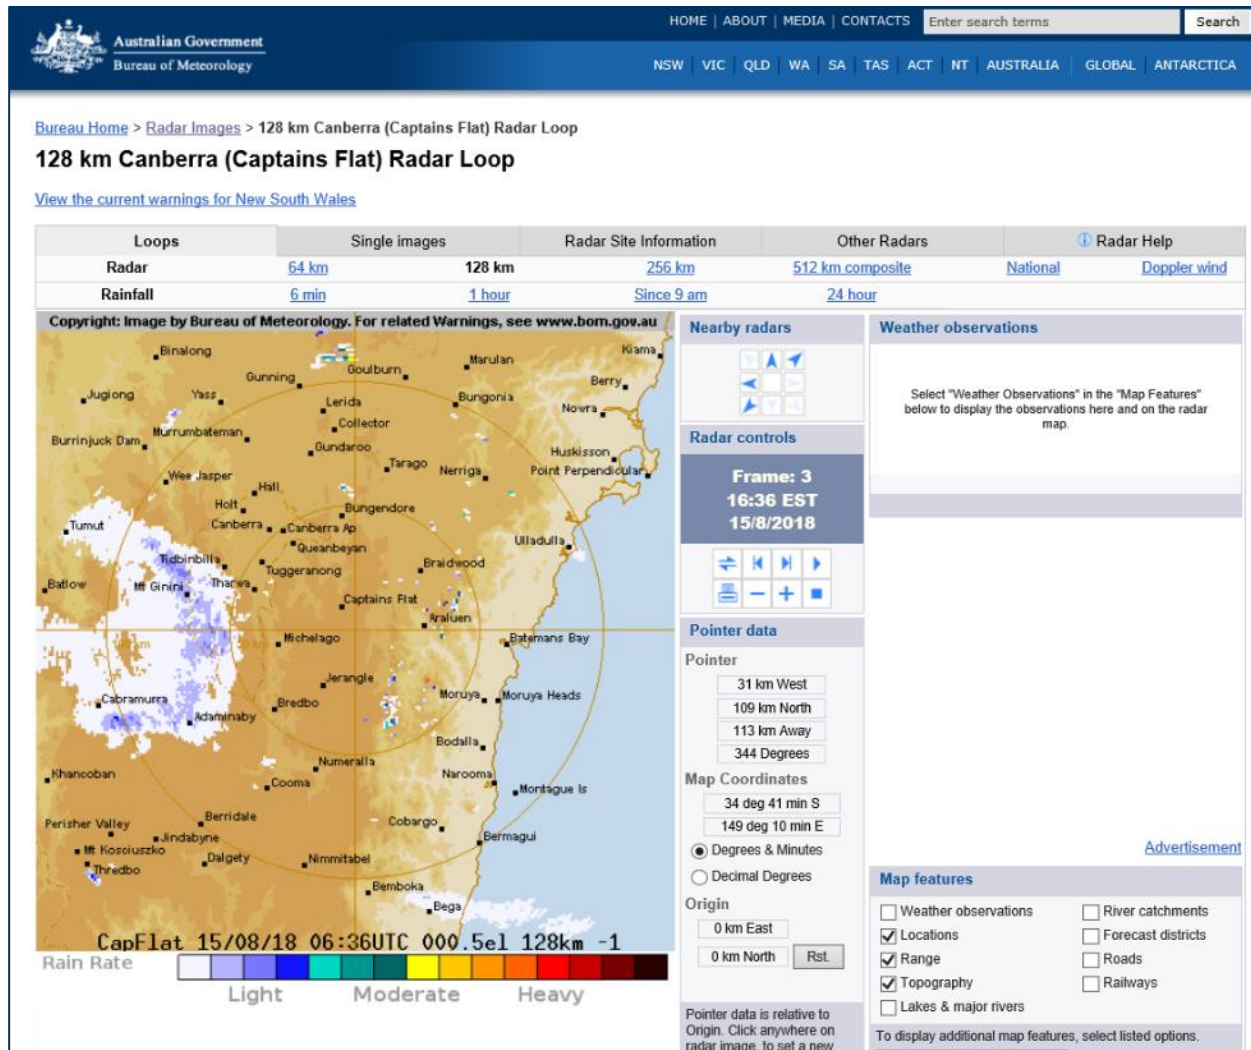 HOME | ABOUT | MEDIA | CONTACTS Enter search terms Search
Australian Government
Bureau of Meteorology
NSW | VIC | QLD | WA | SA | TAS | ACT | NT | AUSTRALIA | GLOBAL | ANTARCTICA
Bureau Home > Radar Images > 128 km Canberra (Captains Flat) Radar Loop
128 km Canberra (Captains Flat) Radar Loop
View the current warnings for New South Wales
Loops Single images Radar Site Information Other Radars Radar Help
Radar 64 km 128 km 256 km 512 km composite National Doppler wind
Rainfall 6 min 1 hour Since 9 am 24 hour
Copyright: Image by Bureau of Meteorology. For related Warnings, see www.bom.gov.au
Binalong
Marulan
Kiama
Goulburn
Gunning
Berry
Jugiong
Yass
Lerida
Bungonia
Nowra
Collector
Murrumbateman
Burrinjuck Dam
Gundaroo
Huskisson
Tarago
Nerriga
Point Perpendicular
Wee Jasper
Hall
Holt
Bungendore
Tumut
Canberra
Canberra Ap
Ulladulla
Queanbeyan
Tidbinbilla
Tuggeranong
Braidwood
Batlow
Mt Ginini
Tharwa
Captains Flat
Araluen
Michelago
Batemans Bay
Jerangle
Cabramurra
Bredbo
Moruya
Moruya Heads
Adaminaby
Bodalla
Numeralla
Khancoban
Cooma
Narooma
Montague Is
Berridale
Perisher Valley
Cobargo
Jindabyne
Bermagui
Mt Kosciuszko
Dalgety
Nimmitabel
Thredbo
Bemboka
Bega
CapFlat 15/08/18 06:36UTC 000.5el 128km -1
Rain Rate
Light Moderate Heavy
Nearby radars
Radar controls
Frame: 3
16:36 EST
15/8/2018
Pointer data
Pointer
31 km West
109 km North
113 km Away
344 Degrees
Map Coordinates
34 deg 41 min S
149 deg 10 min E
Degrees & Minutes
Decimal Degrees
Origin
0 km East
0 km North Rst.
Pointer data is relative to
Origin. Click anywhere on
radar image, to set a new
Weather observations
Select "Weather Observations" in the "Map Features"
below to display the observations here and on the radar
map.
Advertisement
Map features
Weather observations River catchments
Locations Forecast districts
Range Roads
Topography Railways
Lakes & major rivers
To display additional map features, select listed options.